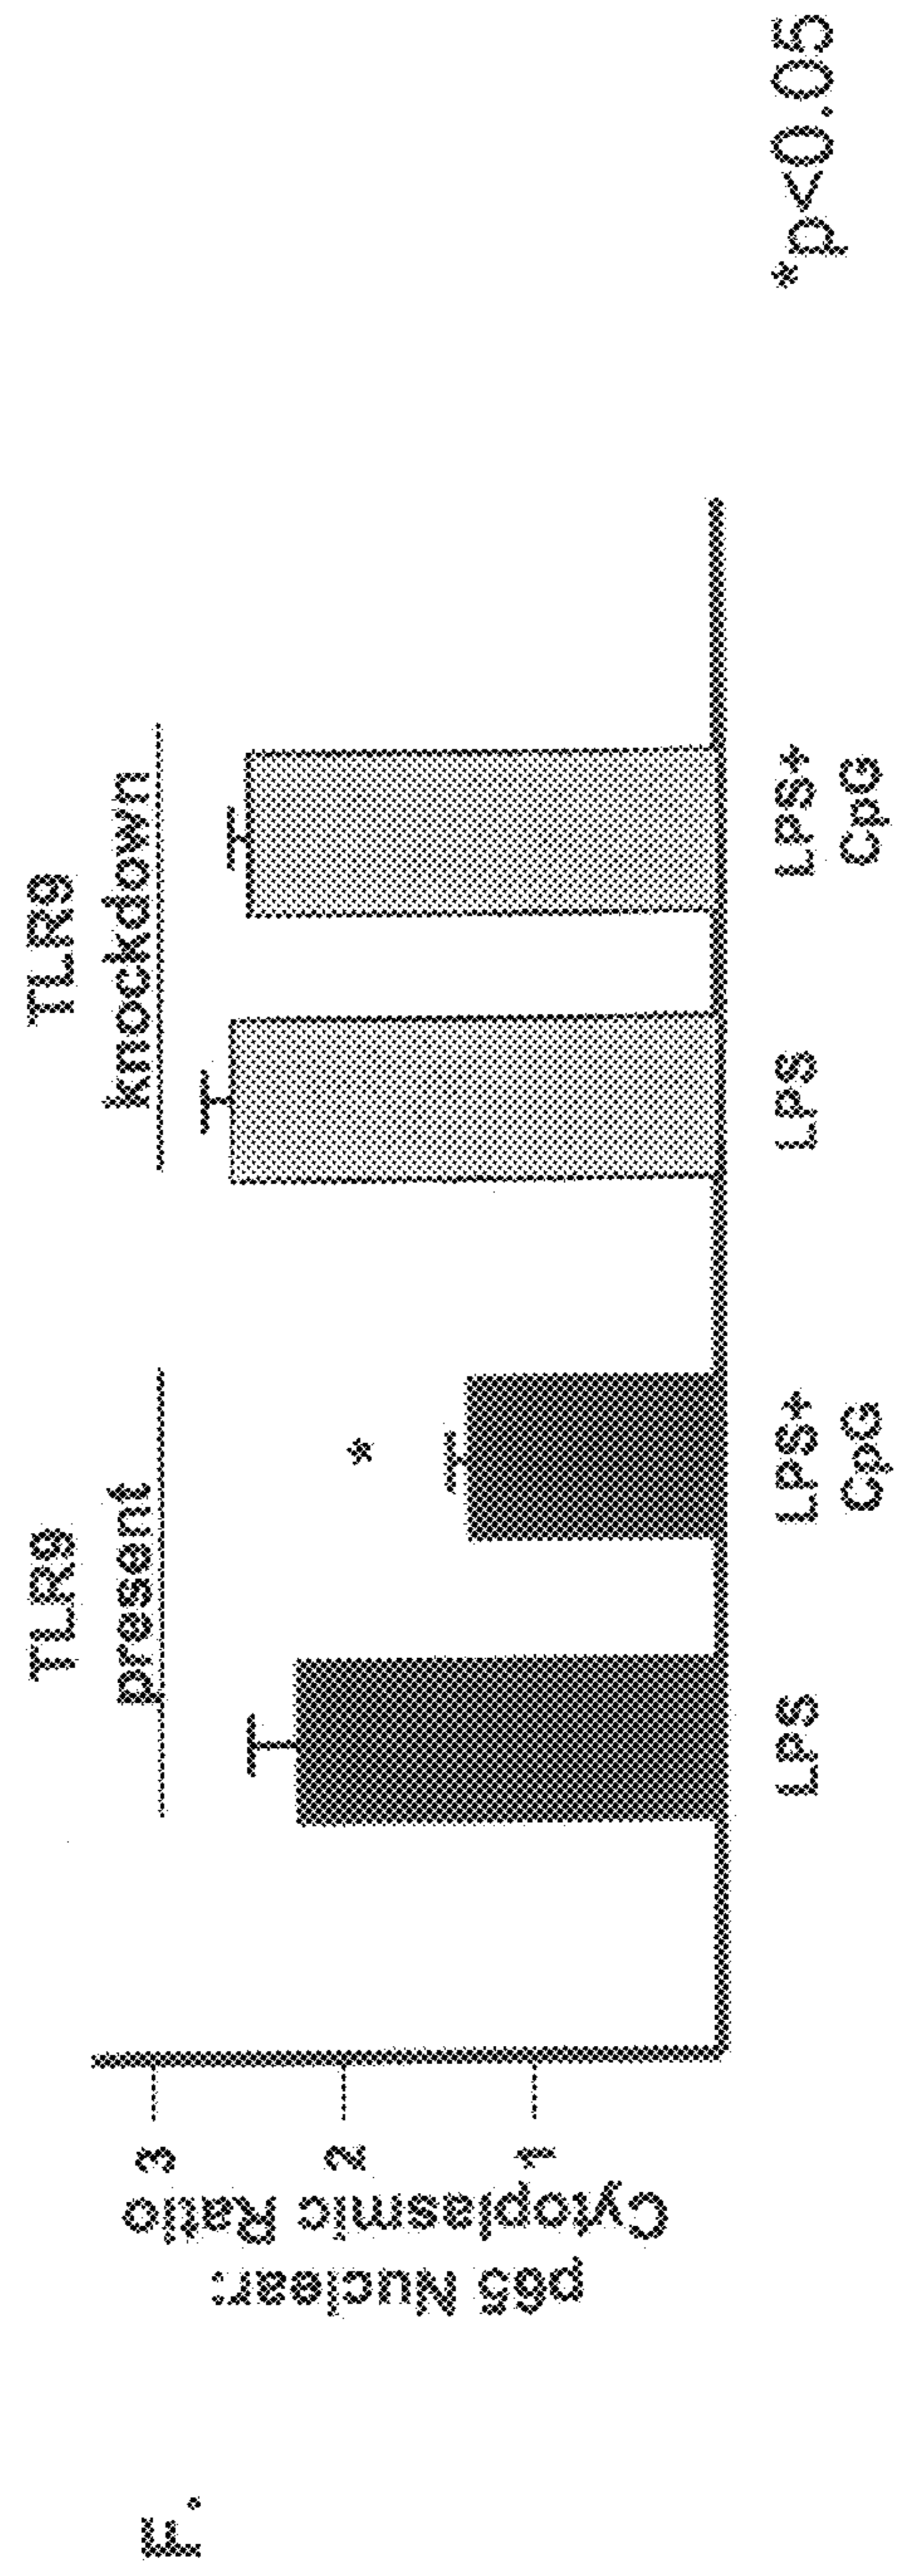 F.
p65 Nuclear:
Cytoplasmic Ratio
3
2
1
TLR9
present
TLR9
knockdown
*
LPS
LPS+
CpG
LPS
LPS+
CpG
*p<0.05